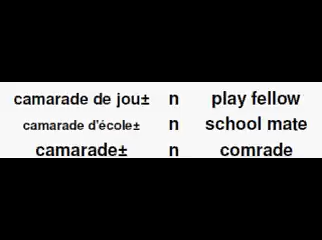 camarade de jou± n play fellow
camarade d'école± n school mate
camarade± n comrade